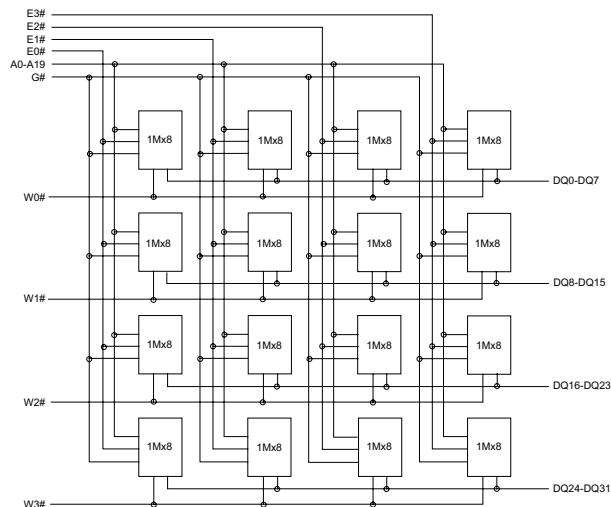 E3#
E2#
E1#
E0#
A0-A19
G#
1Mx8 1Mx8 1Mx8 1Mx8
DQ0-DQ7
W0#
1Mx8 1Mx8 1Mx8 1Mx8
DQ8-DQ15
W1#
1Mx8 1Mx8 1Mx8 1Mx8
DQ16-DQ23
W2#
1Mx8 1Mx8 1Mx8 1Mx8
DQ24-DQ31
W3#